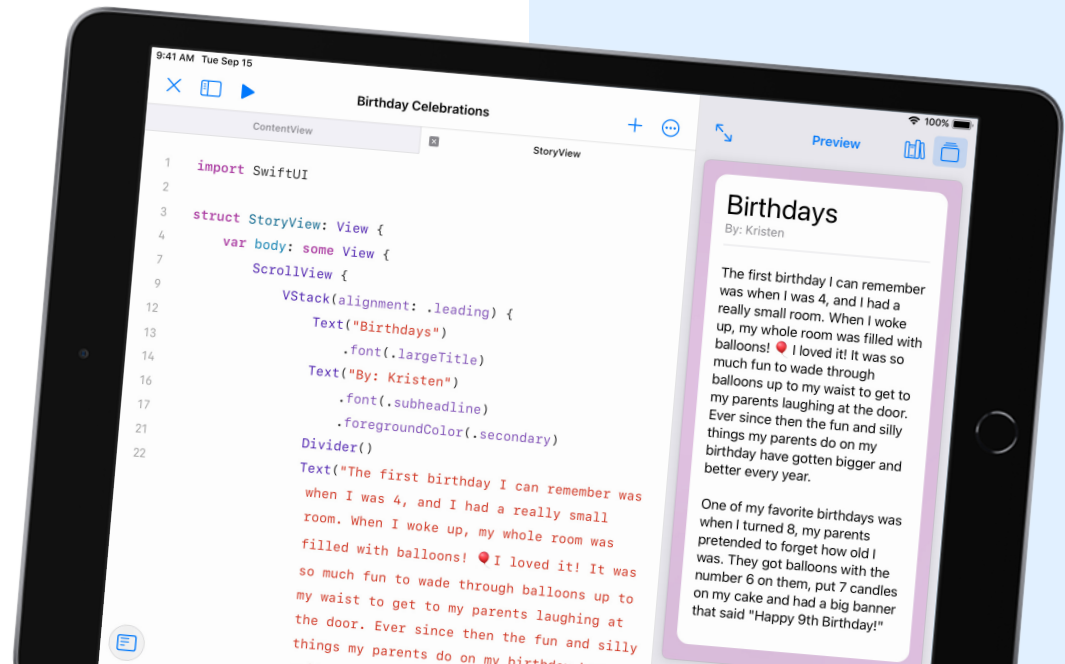 9:41 AM Tue Sep 15
100%
Birthday Celebrations
Preview
ContentView
StoryView
1 import SwiftUI
2
3 struct StoryView: View {
4 var body: some View {
7 ScrollView {
9 VStack(alignment: .leading) {
12 Text("Birthdays")
13 .font(.largeTitle)
14 Text("By: Kristen")
16 .font(.subheadline)
17 .foregroundColor(.secondary)
21 Divider()
22 Text("The first birthday I can remember was
when I was 4, and I had a really small
room. When I woke up, my whole room was
filled with balloons! 🎈I loved it! It was
so much fun to wade through balloons up to
my waist to get to my parents laughing at
the door. Ever since then the fun and silly
things my parents do on my
Birthdays
By: Kristen
The first birthday I can remember
was when I was 4, and I had a
really small room. When I woke
up, my whole room was filled with
balloons! 🎈 I loved it! It was so
much fun to wade through
balloons up to my waist to get to
my parents laughing at the door.
Ever since then the fun and silly
things my parents do on my
birthday have gotten bigger and
better every year.
One of my favorite birthdays was
when I turned 8, my parents
pretended to forget how old I
was. They got balloons with the
number 6 on them, put 7 candles
on my cake and had a big banner
that said "Happy 9th Birthday!"